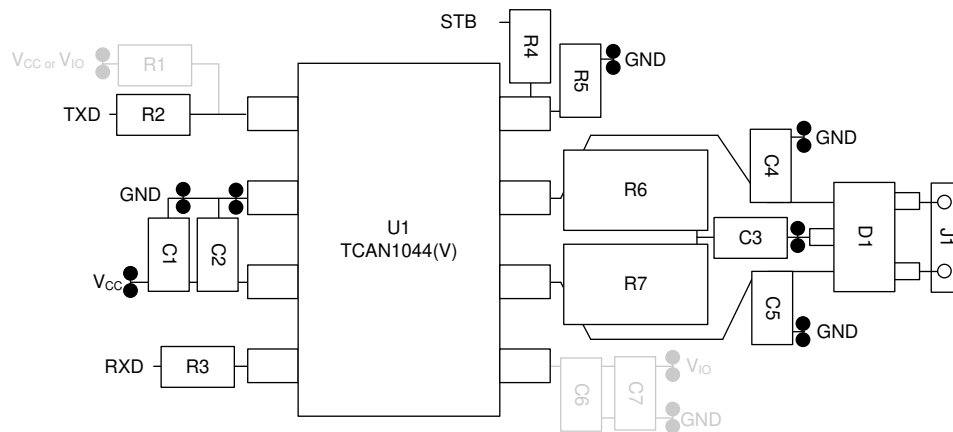 STB
R4
R5
GND
VCC or VIO
R1
TXD
R2
GND
C4
GND
R6
U1
TCAN1044(V)
C1
C2
C3
D1
J1
R7
VCC
C5
GND
RXD
R3
C6
C7
VIO
GND